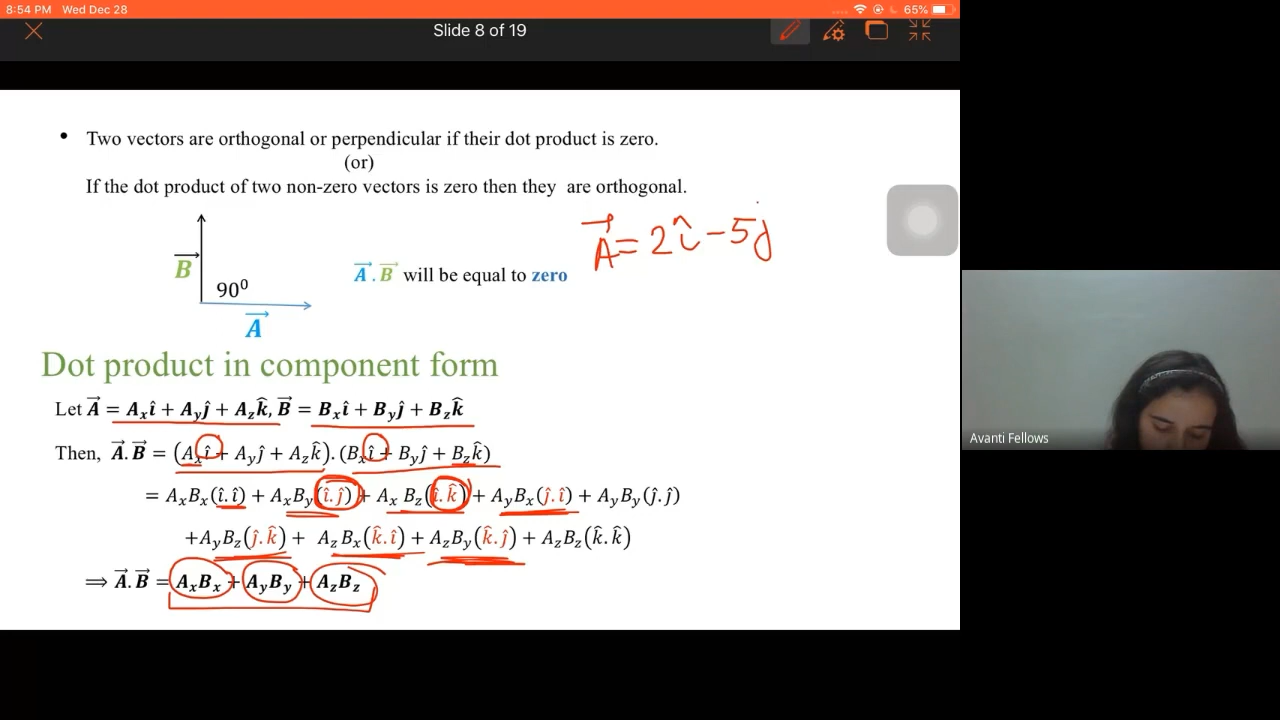 8:54 PM Wed Dec 28
65%
Slide 8 of 19
• Two vectors are orthogonal or perpendicular if their dot product is zero.
(or)
If the dot product of two non-zero vectors is zero then they are orthogonal.
A⃗ = 2î - 5j
B⃗
90⁰
A⃗ . B⃗ will be equal to zero
A⃗
Dot product in component form
Let A⃗ = Aₓî + A_yĵ + A_zk̂, B⃗ = Bₓî + B_yĵ + B_zk̂
Then, A⃗.B⃗ = (Aₓî + A_yĵ + A_zk̂). (Bₓî + B_yĵ + B_zk̂)
= AₓBₓ(î.î) + AₓB_y(î.ĵ) + Aₓ B_z(î.k̂) + A_yBₓ(ĵ.î) + A_yB_y(ĵ.ĵ)
+A_yB_z(ĵ.k̂) + A_zBₓ(k̂.î) + A_zB_y(k̂.ĵ) + A_zB_z(k̂.k̂)
⟹ A⃗.B⃗ = AₓBₓ + A_yB_y + A_zB_z
Avanti Fellows